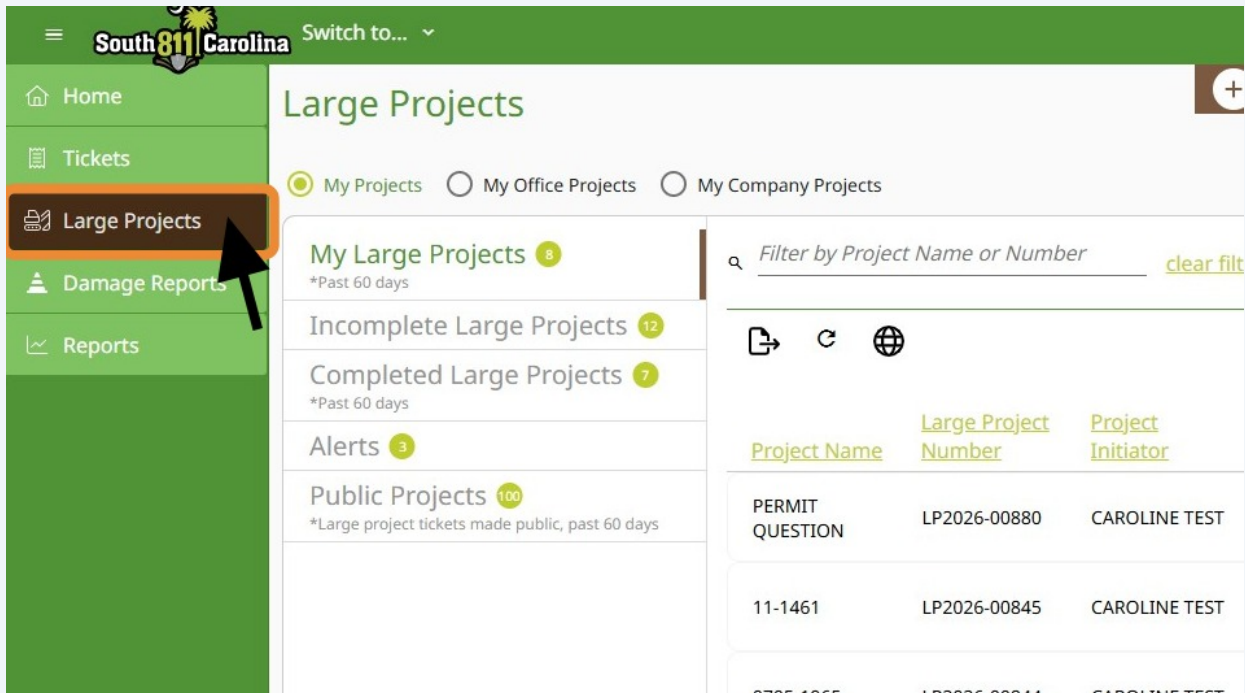 South 811 Carolina
Switch to...
Home
Tickets
Large Projects
Damage Reports
Reports
Large Projects
My Projects
My Office Projects
My Company Projects
My Large Projects 8
*Past 60 days
Incomplete Large Projects 12
Completed Large Projects 7
*Past 60 days
Alerts 3
Public Projects 100
*Large project tickets made public, past 60 days
Filter by Project Name or Number
clear filt
Project Name
Large Project
Number
Project
Initiator
PERMIT
QUESTION
LP2026-00880
CAROLINE TEST
11-1461
LP2026-00845
CAROLINE TEST